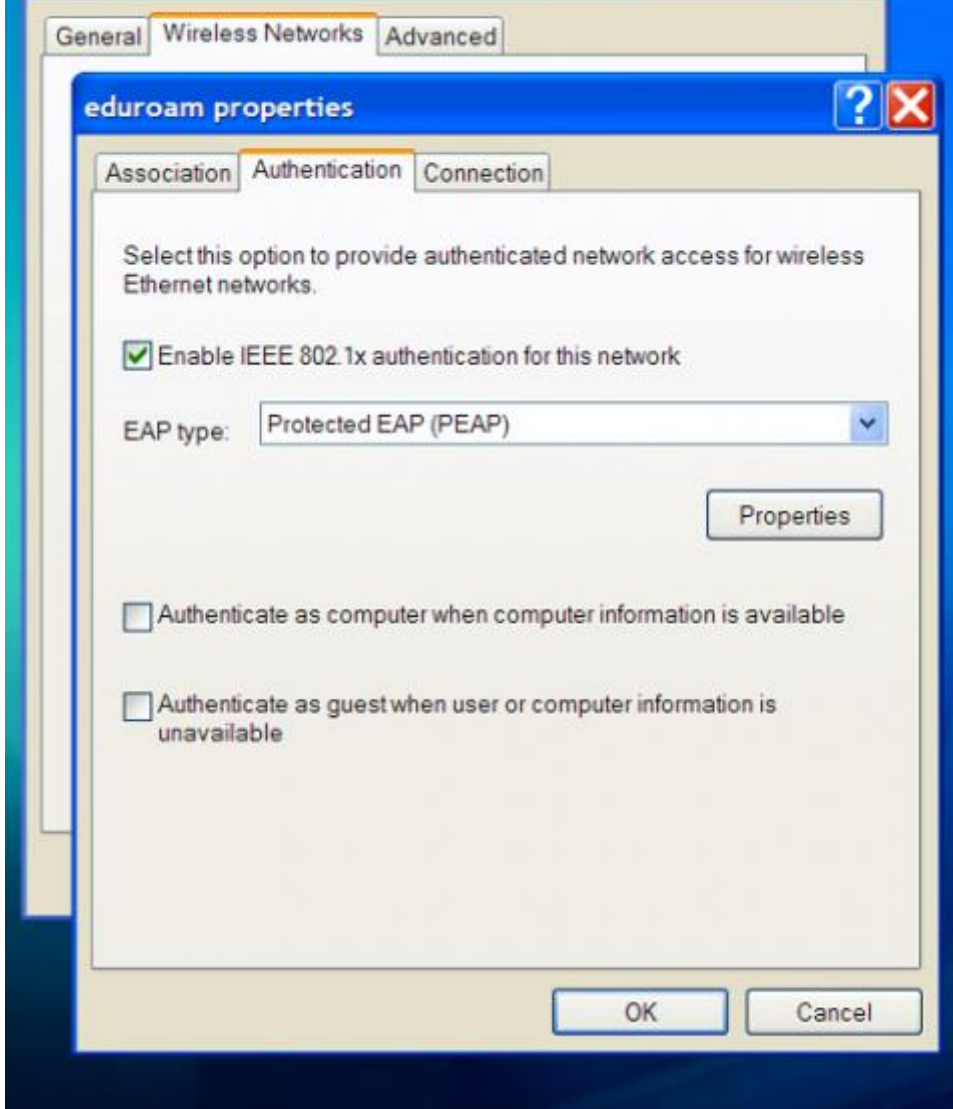 General Wireless Networks Advanced
eduroam properties
Association Authentication Connection
Select this option to provide authenticated network access for wireless
Ethernet networks.
Enable IEEE 802.1x authentication for this network
EAP type: Protected EAP (PEAP)
Properties
Authenticate as computer when computer information is available
Authenticate as guest when user or computer information is
unavailable
OK Cancel